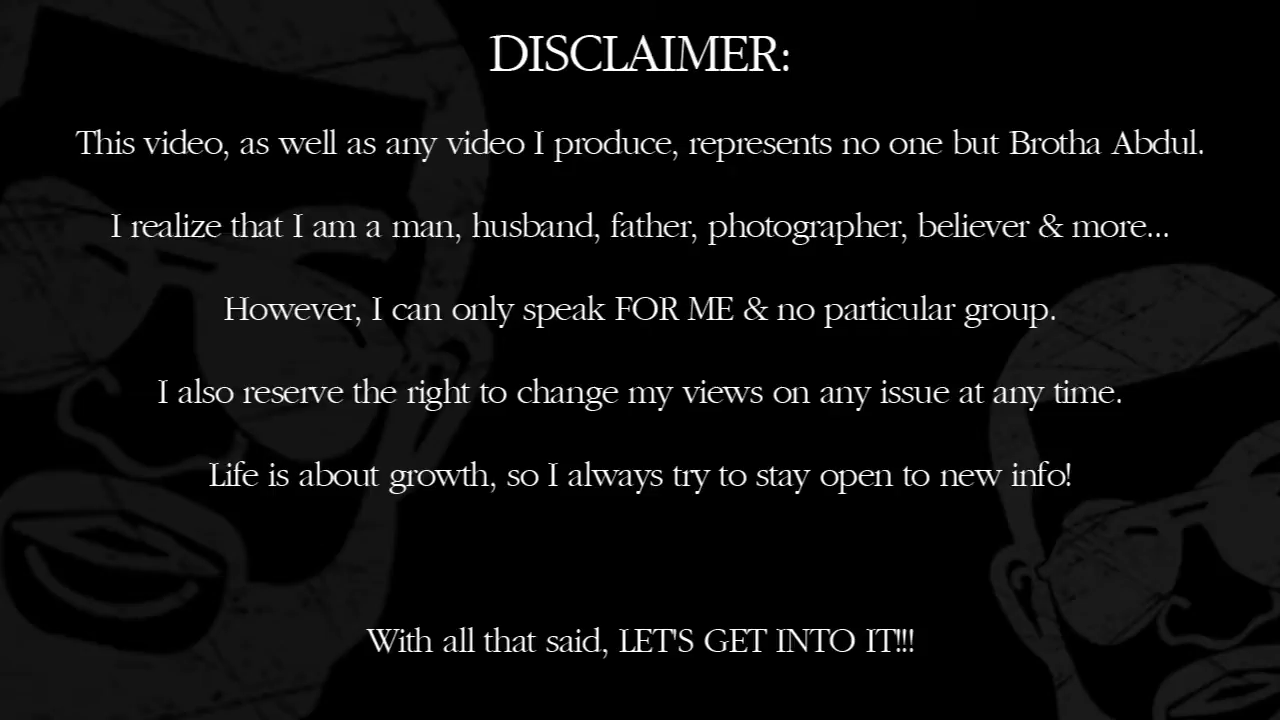 DISCLAIMER:
This video, as well as any video I produce, represents no one but Brotha Abdul.
I realize that I am a man, husband, father, photographer, believer & more...
However, I can only speak FOR ME & no particular group.
I also reserve the right to change my views on any issue at any time.
Life is about growth, so I always try to stay open to new info!
With all that said, LET'S GET INTO IT!!!